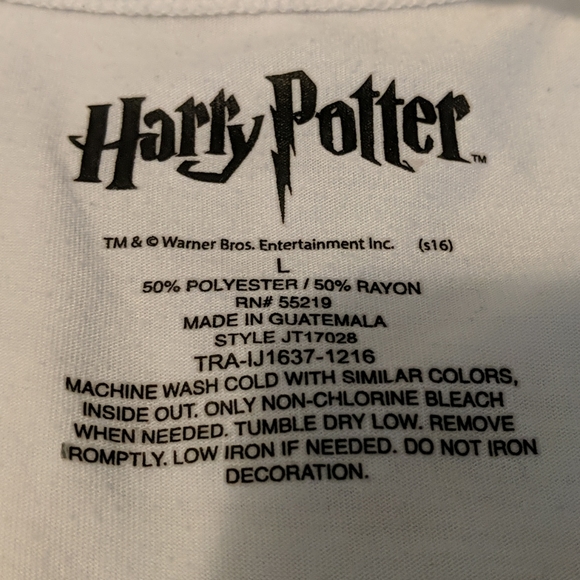 Harry Potter™
TM & © Warner Bros. Entertainment Inc. (s16)
L
50% POLYESTER / 50% RAYON
RN# 55219
MADE IN GUATEMALA
STYLE JT17028
TRA-IJ1637-1216
MACHINE WASH COLD WITH SIMILAR COLORS,
INSIDE OUT. ONLY NON-CHLORINE BLEACH
WHEN NEEDED. TUMBLE DRY LOW. REMOVE
ROMPTLY. LOW IRON IF NEEDED. DO NOT IRON
DECORATION.